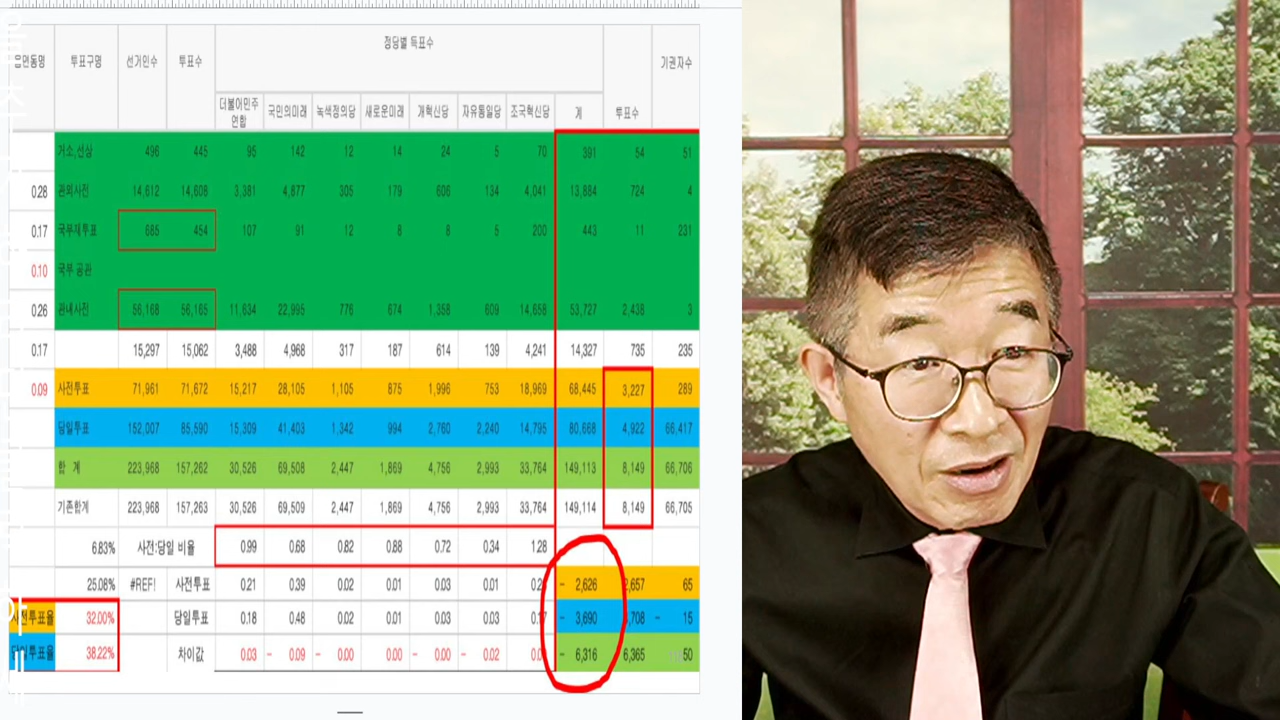 정당별 득표수
읍면동명 투표구명 선거인수 투표수 기권자수
더불어민주연합 국민의미래 녹색정의당 새로운미래 개혁신당 자유통일당 조국혁신당 계 투표수
거소,선상 496 445 95 142 12 14 24 5 70 391 54 51
0.28 관외사전 14,612 14,608 3,381 4,877 305 179 606 134 4,041 13,884 724 4
0.17 국부재투표 685 454 107 91 12 8 8 5 200 443 11 231
0.10 국부 공관
0.26 관내사전 56,168 56,165 11,634 22,995 776 674 1,358 609 14,658 53,727 2,438 3
0.17 15,297 15,062 3,488 4,968 317 187 614 139 4,241 14,327 735 235
0.09 사전투표 71,961 71,672 15,217 28,105 1,105 875 1,996 753 18,969 68,445 3,227 289
당일투표 152,007 85,590 15,309 41,403 1,342 994 2,760 2,240 14,795 80,668 4,922 66,417
합 계 223,968 157,262 30,526 69,508 2,447 1,869 4,756 2,993 33,764 149,113 8,149 66,706
기존합계 223,968 157,263 30,526 69,509 2,447 1,869 4,756 2,993 33,764 149,114 8,149 66,705
6.83% 사전:당일 비율 0.99 0.68 0.82 0.88 0.72 0.34 1.28
25.08% #REF! 사전투표 0.21 0.39 0.02 0.01 0.03 0.01 - 2,626 2,657 65
사전투표율 32.00% 당일투표 0.18 0.48 0.02 0.01 0.03 0.03 - 3,690 - 15
당일투표율 38.22% 차이값 0.03 - 0.09 - 0.00 0.00 - 0.00 - 0.02 - 6,316 6,365 50